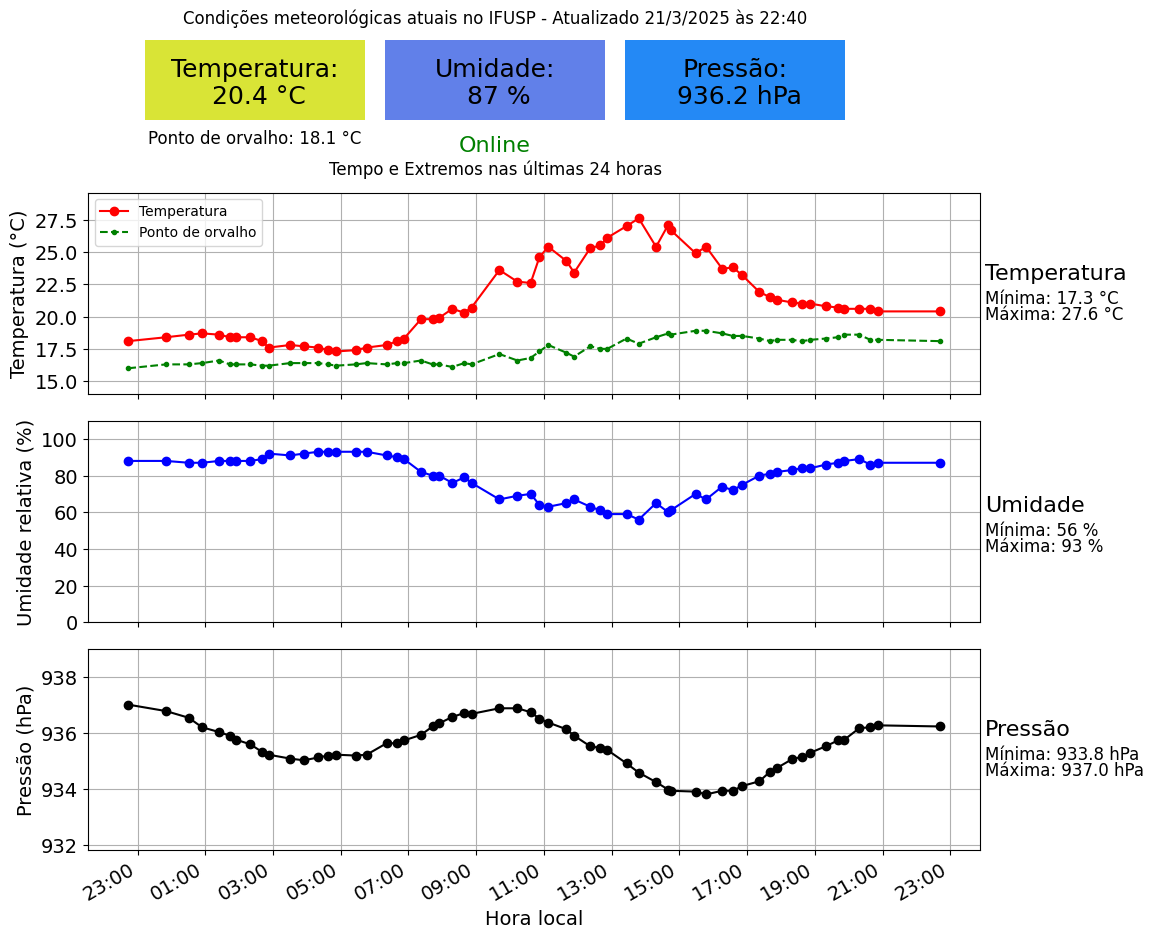 Condições meteorológicas atuais no IFUSP - Atualizado 21/3/2025 às 22:40
Temperatura:
20.4 °C
Umidade:
87 %
Pressão:
936.2 hPa
Ponto de orvalho: 18.1 °C
Online
Tempo e Extremos nas últimas 24 horas
Temperatura (°C)
27.5
25.0
22.5
20.0
17.5
15.0
Temperatura
Ponto de orvalho
Temperatura
Mínima: 17.3 °C
Máxima: 27.6 °C
Umidade relativa (%)
100
80
60
40
20
0
Umidade
Mínima: 56 %
Máxima: 93 %
Pressão (hPa)
938
936
934
932
Pressão
Mínima: 933.8 hPa
Máxima: 937.0 hPa
23:00
01:00
03:00
05:00
07:00
09:00
11:00
13:00
15:00
17:00
19:00
21:00
23:00
Hora local